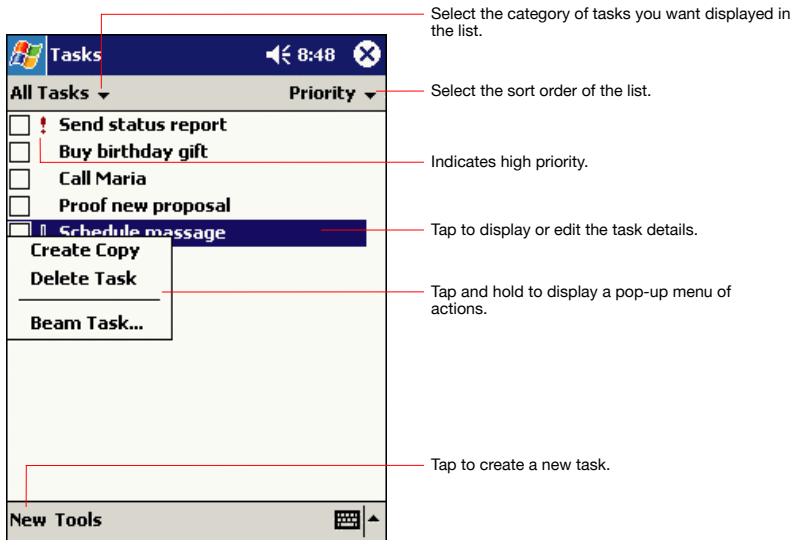 Select the category of tasks you want displayed in
the list.
Tasks 8:48
All Tasks Priority
Select the sort order of the list.
! Send status report
Buy birthday gift
Indicates high priority.
Call Maria
Proof new proposal
Schedule massage
Tap to display or edit the task details.
Create Copy
Delete Task
Beam Task...
Tap and hold to display a pop-up menu of
actions.
Tap to create a new task.
New Tools